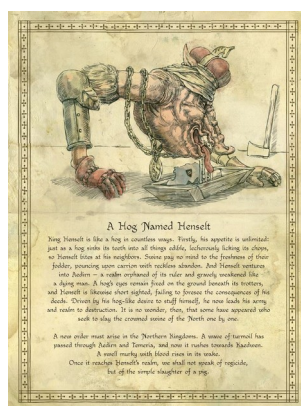 A Hog Named Henselt
King Henselt is like a hog in countless ways. Firstly, his appetite is unlimited:
just as a hog sinks its teeth into all things edible, lecherously licking its chops,
so Henselt bites at his neighbors. Swine pay no mind to the freshness of their
fodder, pouncing upon carrion with reckless abandon. And Henselt ventures
into Aedirn – a realm orphaned of its ruler and gravely weakened like
a dying man. A hog's eyes remain fixed on the ground beneath its trotters,
and Henselt is likewise short sighted, failing to foresee the consequences of his
deeds. Driven by his hog-like desire to stuff himself, he now leads his army
and realm to destruction. It is no wonder, then, that some have appeared who
seek to slay the crowned swine of the North one by one.
A new order must arise in the Northern Kingdoms. A wave of turmoil has
passed through Aedirn and Temeria, and now it rushes towards Kaedwen.
A swell murky with blood rises in its wake.
Once it reaches Henselt's realm, we shall not speak of regicide,
but of the simple slaughter of a pig.